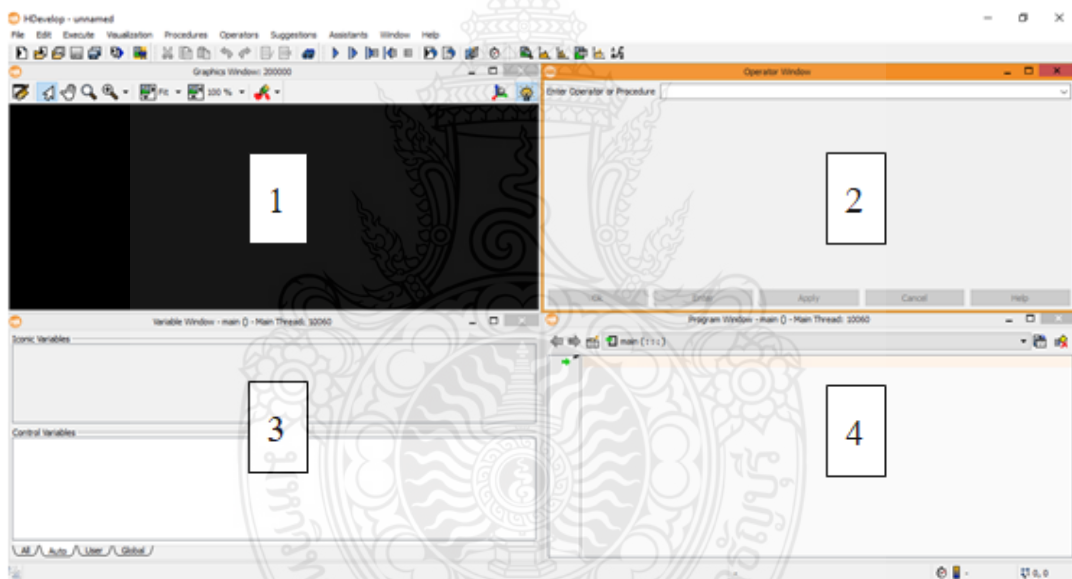 HDevelop - unnamed
File Edit Execute Visualization Procedures Operators Suggestions Assistants Window Help
Graphics Window: 200000
Fit 100 %
1
Operator Window
Enter Operator or Procedure
2
Ok Enter Apply Cancel Help
Variable Window - main () - Main Thread: 10060
Iconic Variables
3
Control Variables
All Auto User Global
Program Window - main () - Main Thread: 10060
main (:::)
4
-
0, 0